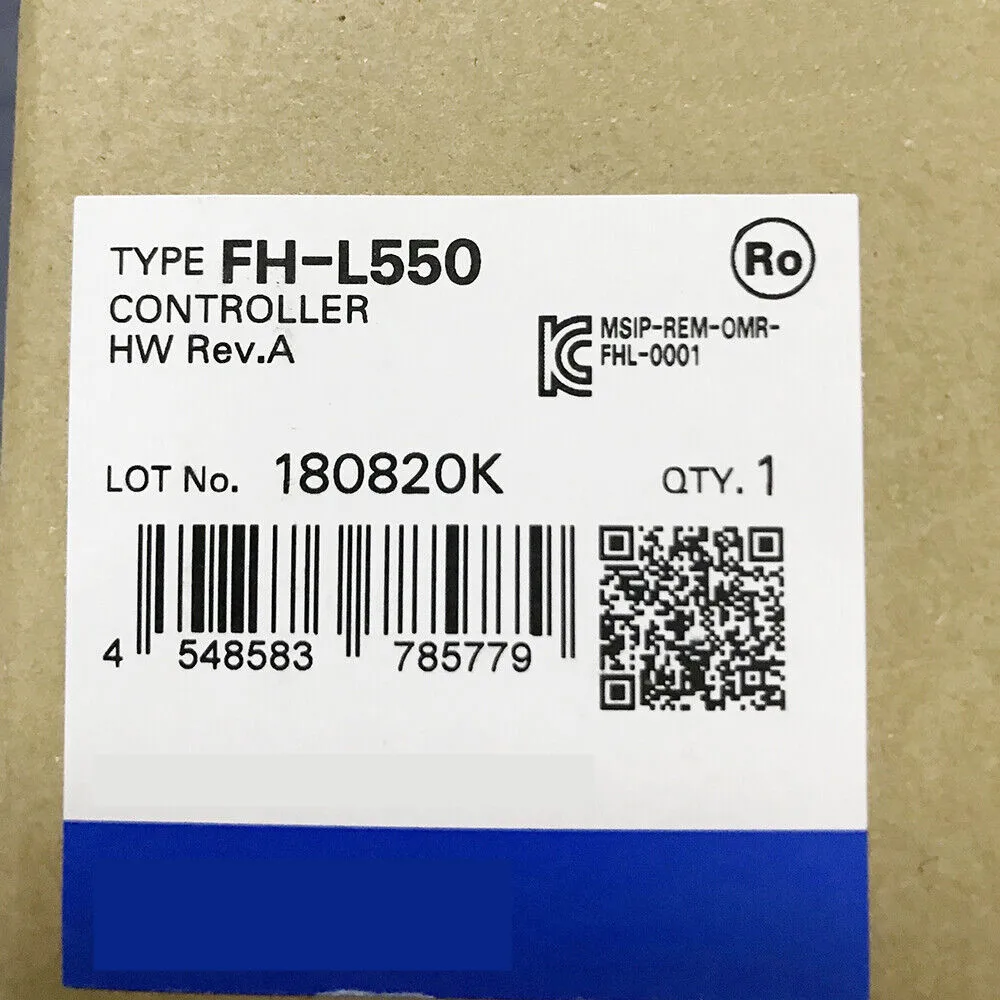 TYPE FH-L550
CONTROLLER
HW Rev.A
Ro
MSIP-REM-OMR-
FHL-0001
LOT No. 180820K
QTY. 1
4 548583 785779